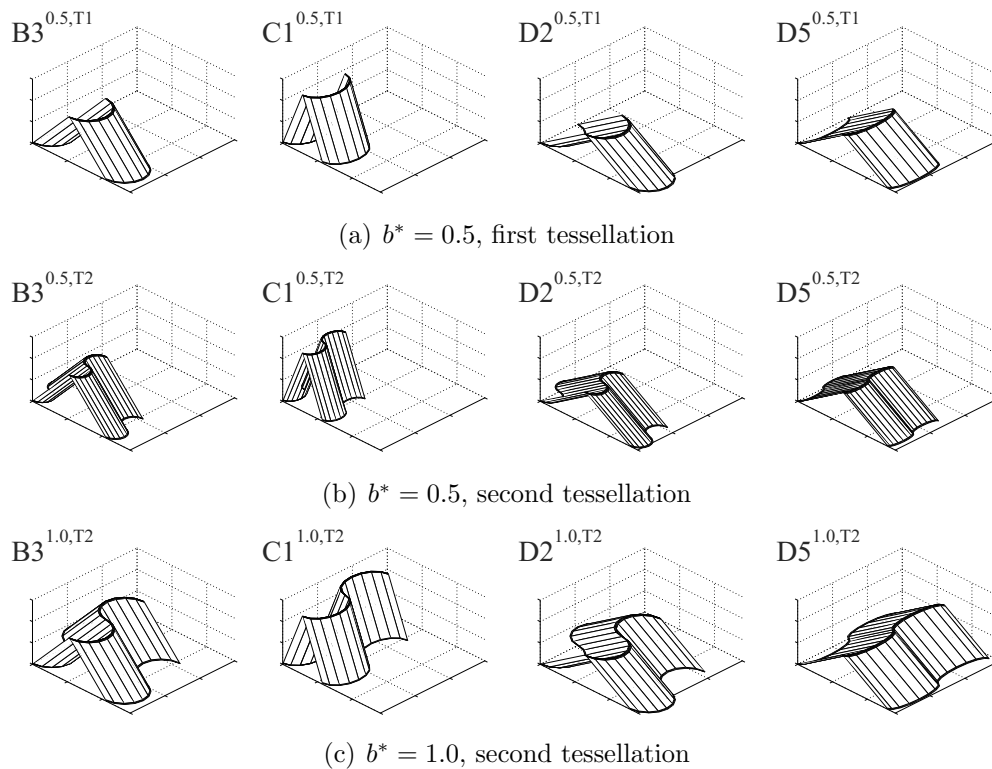 B3^0.5,T1 C1^0.5,T1 D2^0.5,T1 D5^0.5,T1
(a) b* = 0.5, first tessellation
B3^0.5,T2 C1^0.5,T2 D2^0.5,T2 D5^0.5,T2
(b) b* = 0.5, second tessellation
B3^1.0,T2 C1^1.0,T2 D2^1.0,T2 D5^1.0,T2
(c) b* = 1.0, second tessellation